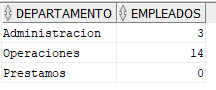 DEPARTAMENTO EMPLEADOS
Administracion 3
Operaciones 14
Prestamos 0